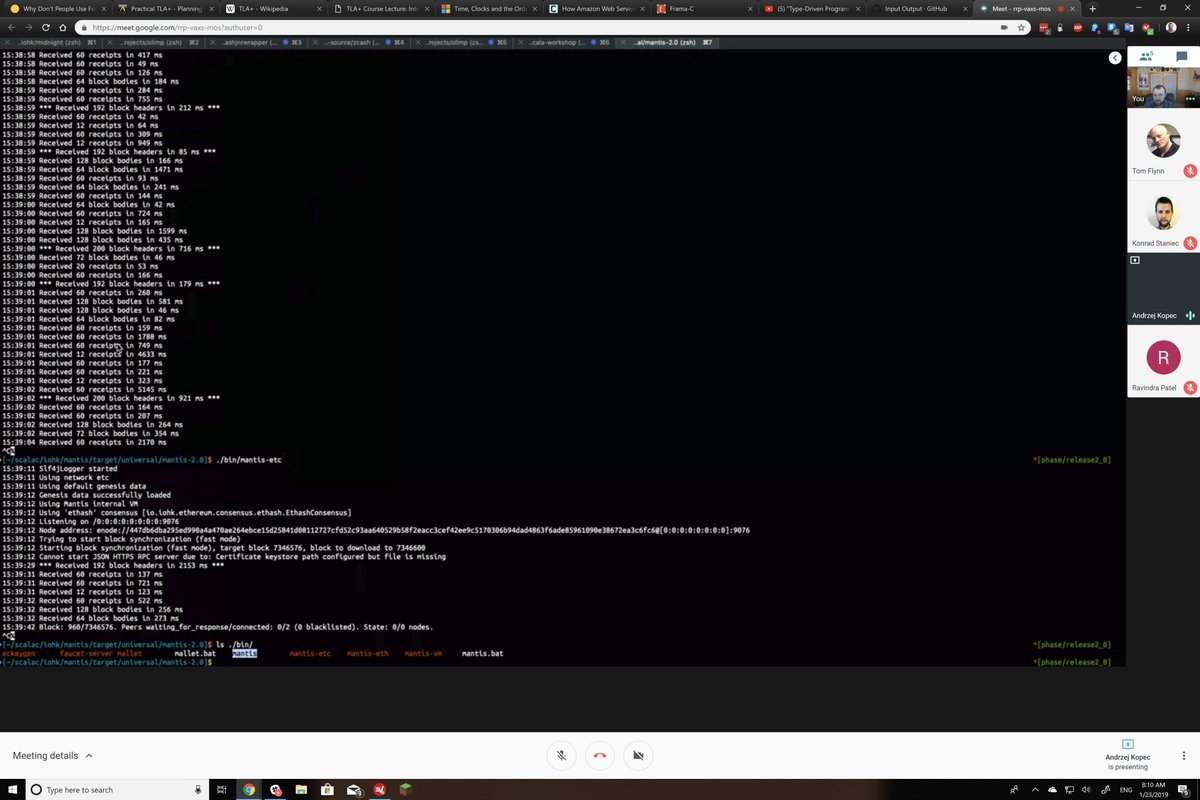 Why Don't People Use Fo
Practical TLA+ - Planning
TLA+ - Wikipedia
TLA+ Course Lecture: Int
Time, Clocks and the Orde
How Amazon Web Servic
Frama-C
(5) "Type-Driven Program
Input Output · GitHub
Meet - rrp-vaxs-mos
https://meet.google.com/rrp-vaxs-mos?authuser=0
..iohk/midnight (zsh) ⌘1
..rojects/olimp (zsh) ⌘2
..ashjnrwrapper (... ⌘3
..-source/zcash (... ⌘4
..rojects/olimp (zs... ⌘5
..cala-workshop (... ⌘6
..al/mantis-2.0 (zsh) ⌘7
15:38:58 Received 60 receipts in 417 ms
15:38:58 Received 60 receipts in 49 ms
15:38:58 Received 60 receipts in 126 ms
15:38:58 Received 64 block bodies in 184 ms
15:38:59 Received 60 receipts in 284 ms
15:38:59 Received 60 receipts in 755 ms
15:38:59 *** Received 192 block headers in 212 ms ***
15:38:59 Received 60 receipts in 42 ms
15:38:59 Received 12 receipts in 64 ms
15:38:59 Received 60 receipts in 309 ms
15:38:59 Received 12 receipts in 949 ms
15:38:59 *** Received 192 block headers in 85 ms ***
15:38:59 Received 128 block bodies in 166 ms
15:38:59 Received 64 block bodies in 1471 ms
15:38:59 Received 60 receipts in 93 ms
15:38:59 Received 64 block bodies in 241 ms
15:38:59 Received 60 receipts in 144 ms
15:39:00 Received 64 block bodies in 42 ms
15:39:00 Received 60 receipts in 724 ms
15:39:00 Received 12 receipts in 165 ms
15:39:00 Received 128 block bodies in 1599 ms
15:39:00 Received 128 block bodies in 435 ms
15:39:00 *** Received 200 block headers in 716 ms ***
15:39:00 Received 72 block bodies in 46 ms
15:39:00 Received 20 receipts in 53 ms
15:39:00 Received 60 receipts in 166 ms
15:39:00 *** Received 192 block headers in 179 ms ***
15:39:01 Received 60 receipts in 260 ms
15:39:01 Received 128 block bodies in 581 ms
15:39:01 Received 128 block bodies in 46 ms
15:39:01 Received 64 block bodies in 82 ms
15:39:01 Received 60 receipts in 159 ms
15:39:01 Received 60 receipts in 1788 ms
15:39:01 Received 60 receipts in 749 ms
15:39:01 Received 12 receipts in 4633 ms
15:39:01 Received 60 receipts in 177 ms
15:39:01 Received 60 receipts in 221 ms
15:39:01 Received 12 receipts in 323 ms
15:39:02 Received 60 receipts in 5145 ms
15:39:02 *** Received 200 block headers in 921 ms ***
15:39:02 Received 60 receipts in 164 ms
15:39:02 Received 60 receipts in 207 ms
15:39:02 Received 128 block bodies in 264 ms
15:39:02 Received 72 block bodies in 354 ms
15:39:04 Received 60 receipts in 2170 ms
^C
[~/scalac/iohk/mantis/target/universal/mantis-2.0]$ ./bin/mantis-etc *[phase/release2_0]
15:39:11 Slf4jLogger started
15:39:11 Using network etc
15:39:11 Using default genesis data
15:39:12 Genesis data successfully loaded
15:39:12 Using Mantis internal VM
15:39:12 Using 'ethash' consensus [io.iohk.ethereum.consensus.ethash.EthashConsensus]
15:39:12 Listening on /0:0:0:0:0:0:0:0:9076
15:39:12 Node address: enode://447db6dba295ed990a4a470ae264ebce15d25841d08112727cfd52c93aa640529b58f2eacc3cef42ee9c5170306b94dad4863f6ade85961090e38672ea3c6fc6@[0:0:0:0:0:0:0:0]:9076
15:39:12 Trying to start block synchronization (fast mode)
15:39:12 Starting block synchronization (fast mode), target block 7346576, block to download to 7346600
15:39:12 Cannot start JSON HTTPS RPC server due to: Certificate keystore path configured but file is missing
15:39:29 *** Received 192 block headers in 2153 ms ***
15:39:31 Received 60 receipts in 137 ms
15:39:31 Received 60 receipts in 721 ms
15:39:31 Received 12 receipts in 123 ms
15:39:32 Received 60 receipts in 522 ms
15:39:32 Received 128 block bodies in 256 ms
15:39:32 Received 64 block bodies in 273 ms
15:39:42 Block: 960/7346576. Peers waiting_for_response/connected: 0/2 (0 blacklisted). State: 0/0 nodes.
^C
[~/scalac/iohk/mantis/target/universal/mantis-2.0]$ ls ./bin/ *[phase/release2_0]
eckeygen faucet-server mallet mallet.bat mantis mantis-etc mantis-eth mantis-vm mantis.bat
[~/scalac/iohk/mantis/target/universal/mantis-2.0]$ *[phase/release2_0]
5
You
Tom Flynn
Konrad Staniec
Andrzej Kopec
R
Ravindra Patel
Meeting details
Andrzej Kopec
is presenting
Type here to search
ENG
8:10 AM
1/23/2019